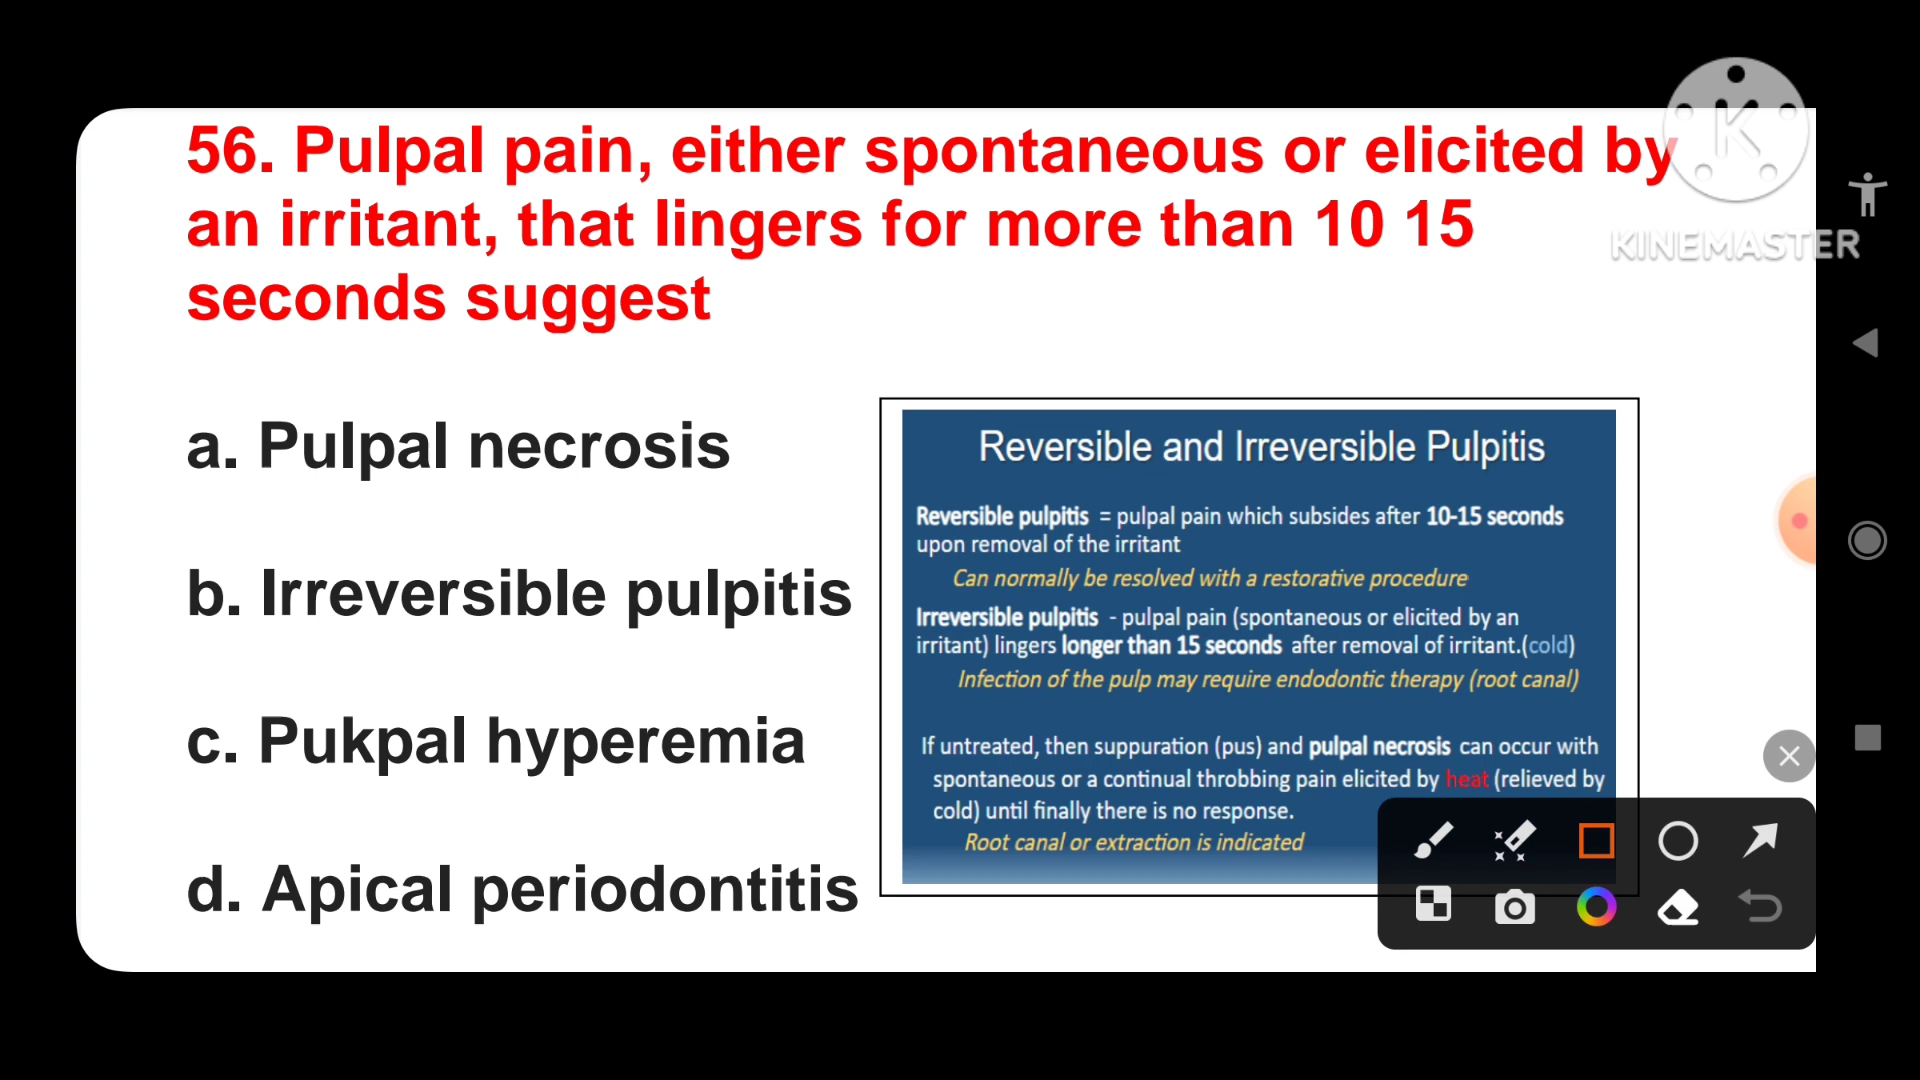 56. Pulpal pain, either spontaneous or elicited by
an irritant, that lingers for more than 10 15
seconds suggest
a. Pulpal necrosis
b. Irreversible pulpitis
c. Pukpal hyperemia
d. Apical periodontitis
Reversible and Irreversible Pulpitis
Reversible pulpitis = pulpal pain which subsides after 10-15 seconds
upon removal of the irritant
Can normally be resolved with a restorative procedure
Irreversible pulpitis - pulpal pain (spontaneous or elicited by an
irritant) lingers longer than 15 seconds after removal of irritant.(cold)
Infection of the pulp may require endodontic therapy (root canal)
If untreated, then suppuration (pus) and pulpal necrosis can occur with
spontaneous or a continual throbbing pain elicited by heat (relieved by
cold) until finally there is no response.
Root canal or extraction is indicated
K
KINEMASTER